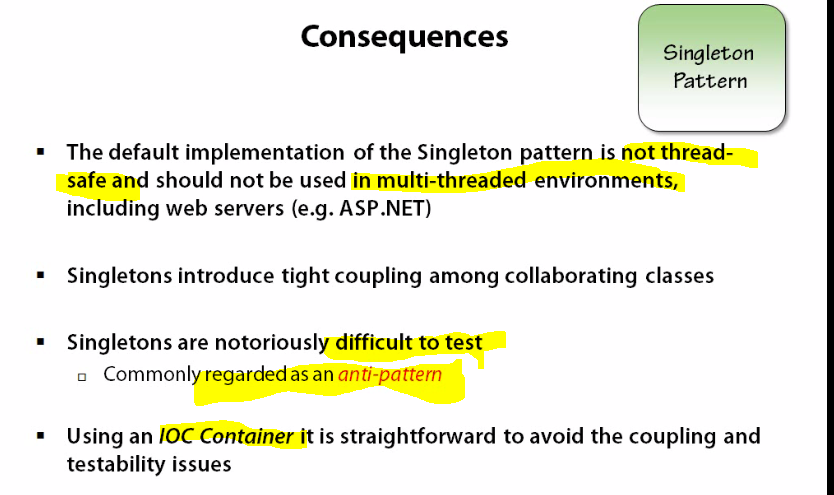 Consequences
Singleton
Pattern
▪ The default implementation of the Singleton pattern is not thread-
safe and should not be used in multi-threaded environments,
including web servers (e.g. ASP.NET)
▪ Singletons introduce tight coupling among collaborating classes
▪ Singletons are notoriously difficult to test
▫ Commonly regarded as an anti-pattern
▪ Using an IOC Container it is straightforward to avoid the coupling and
testability issues